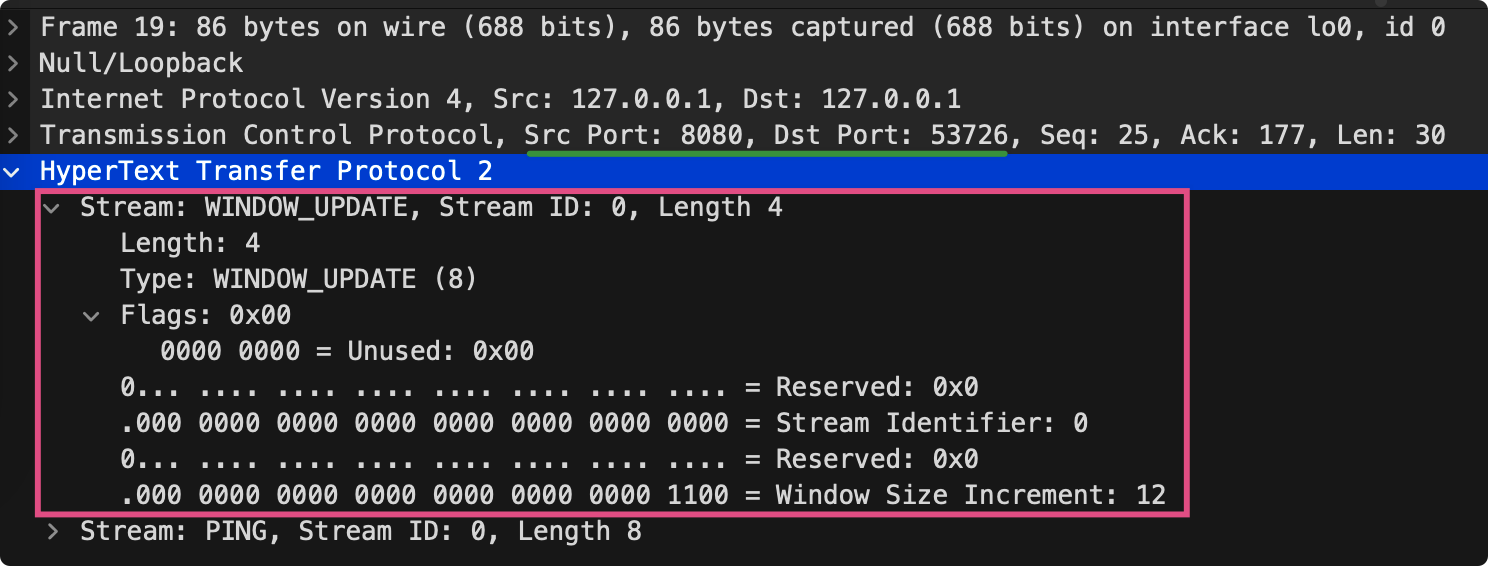 Frame 19: 86 bytes on wire (688 bits), 86 bytes captured (688 bits) on interface lo0, id 0
Null/Loopback
Internet Protocol Version 4, Src: 127.0.0.1, Dst: 127.0.0.1
Transmission Control Protocol, Src Port: 8080, Dst Port: 53726, Seq: 25, Ack: 177, Len: 30
HyperText Transfer Protocol 2
Stream: WINDOW_UPDATE, Stream ID: 0, Length 4
Length: 4
Type: WINDOW_UPDATE (8)
Flags: 0x00
0000 0000 = Unused: 0x00
0... .... .... .... .... .... .... .... = Reserved: 0x0
.000 0000 0000 0000 0000 0000 0000 0000 = Stream Identifier: 0
0... .... .... .... .... .... .... .... = Reserved: 0x0
.000 0000 0000 0000 0000 0000 0000 1100 = Window Size Increment: 12
Stream: PING, Stream ID: 0, Length 8